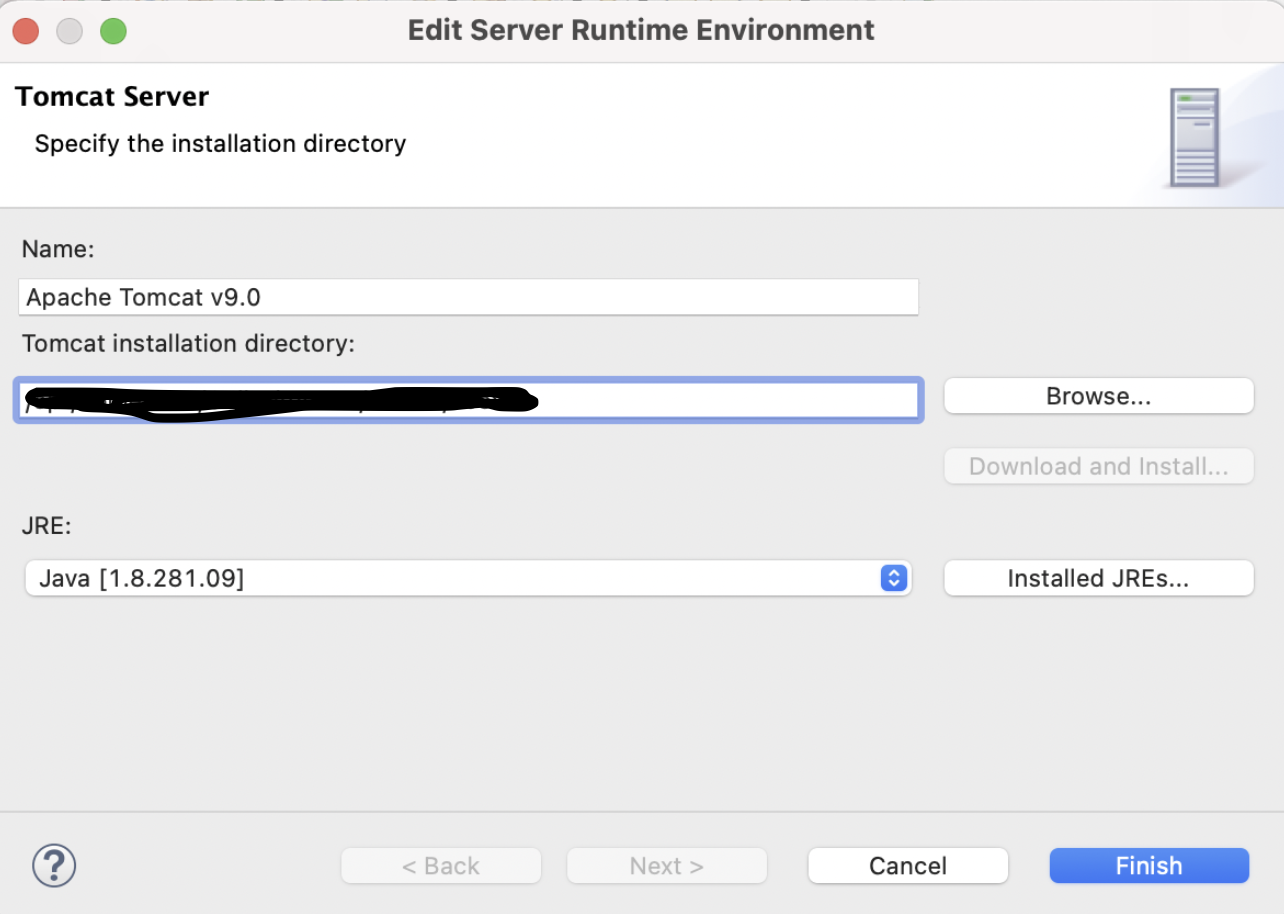 Edit Server Runtime Environment
Tomcat Server
Specify the installation directory
Name:
Apache Tomcat v9.0
Tomcat installation directory:
Browse...
Download and Install...
JRE:
Java [1.8.281.09]
Installed JREs...
?
< Back
Next >
Cancel
Finish